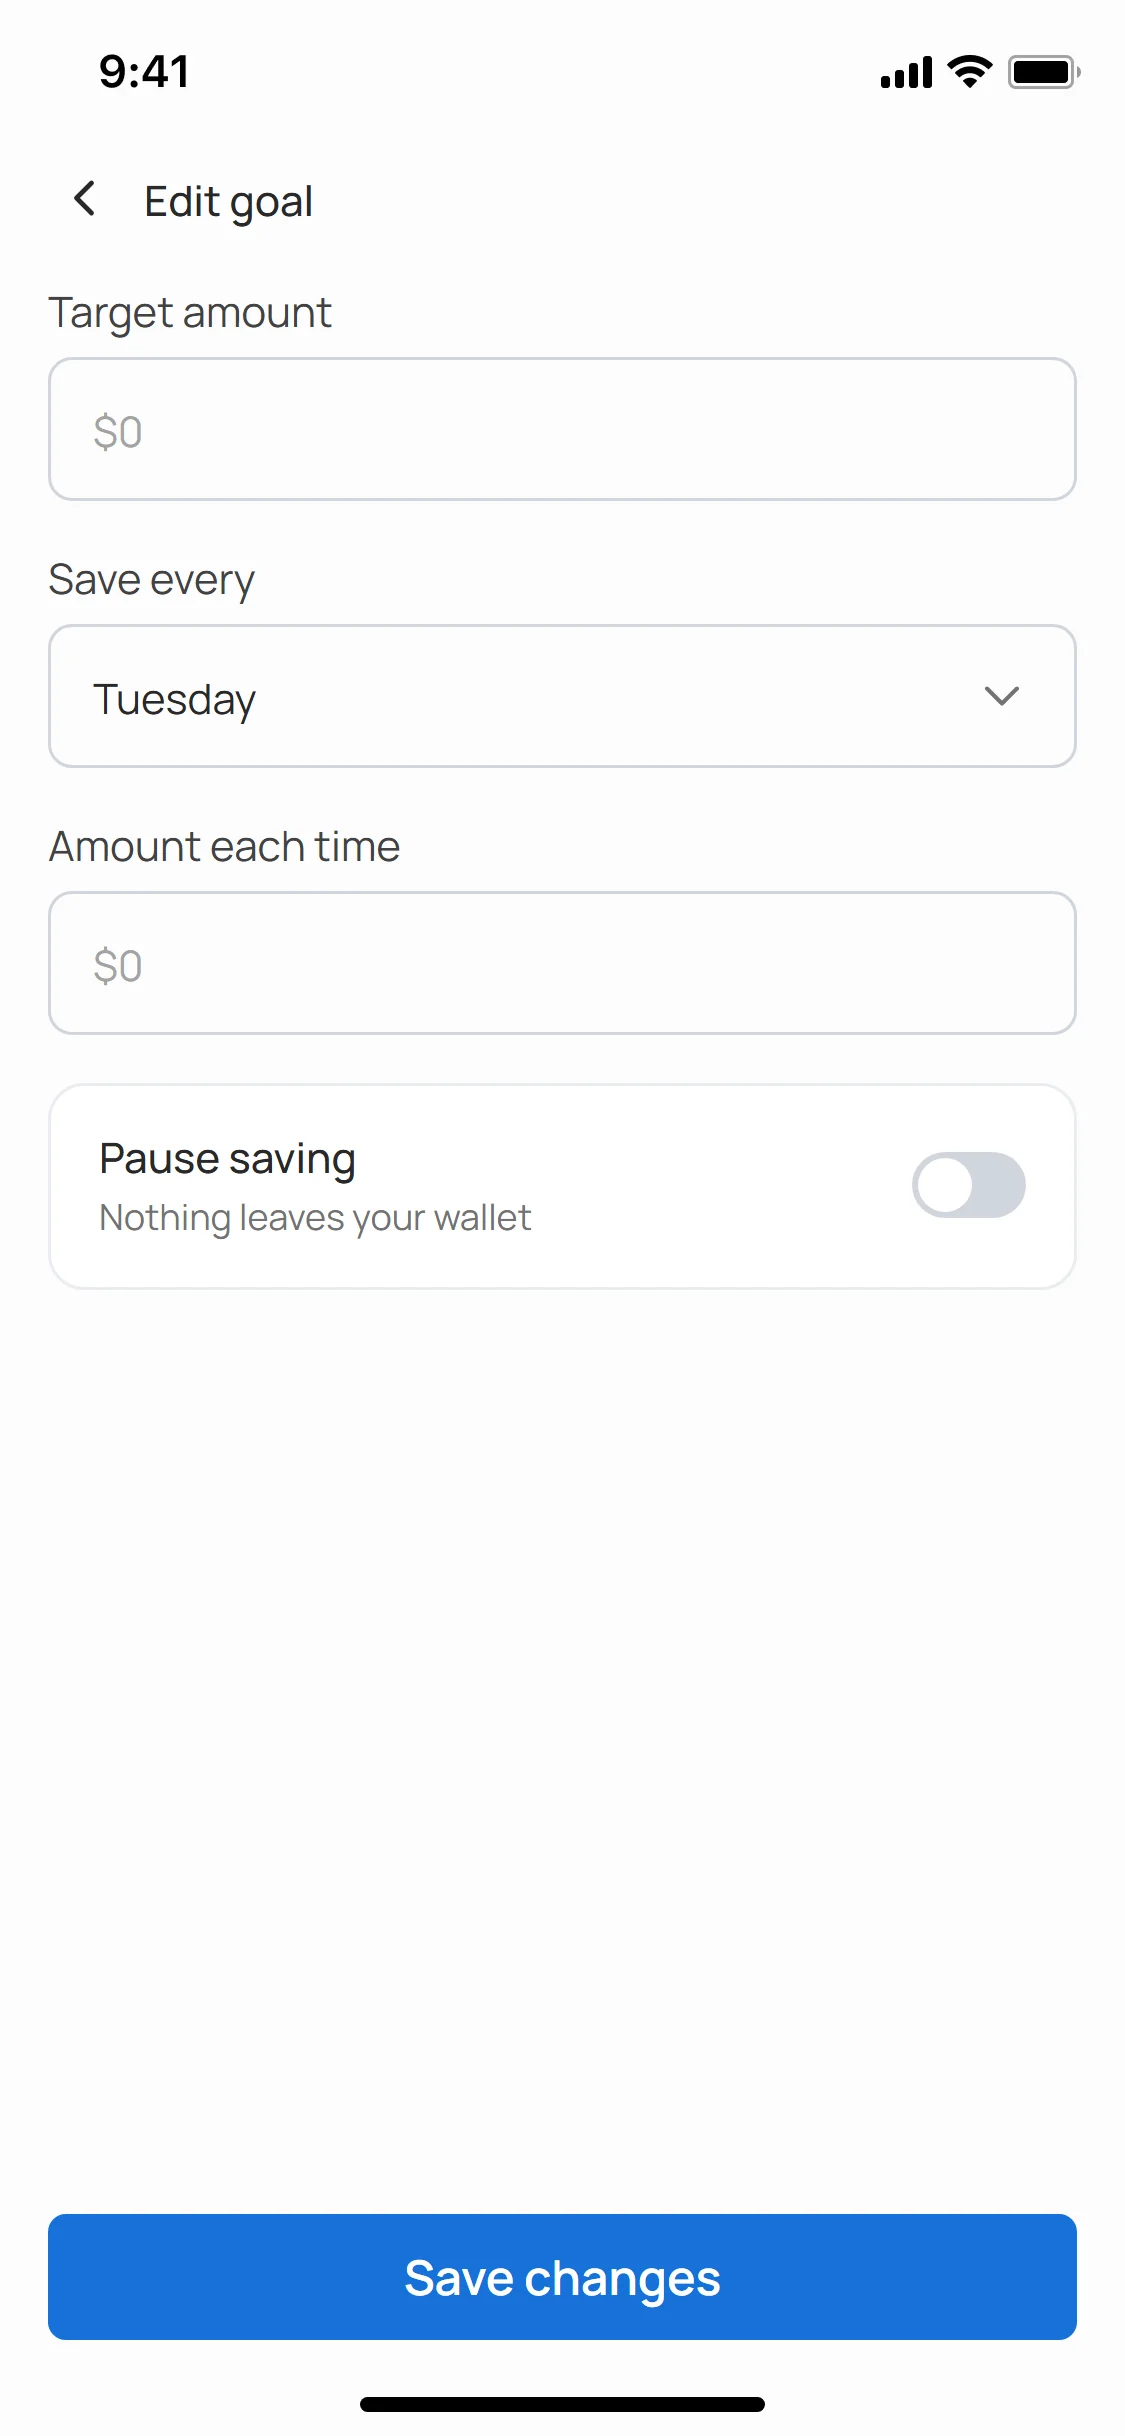 9:41
Edit goal
Target amount
$0
Save every
Tuesday
Amount each time
$0
Pause saving
Nothing leaves your wallet
Save changes